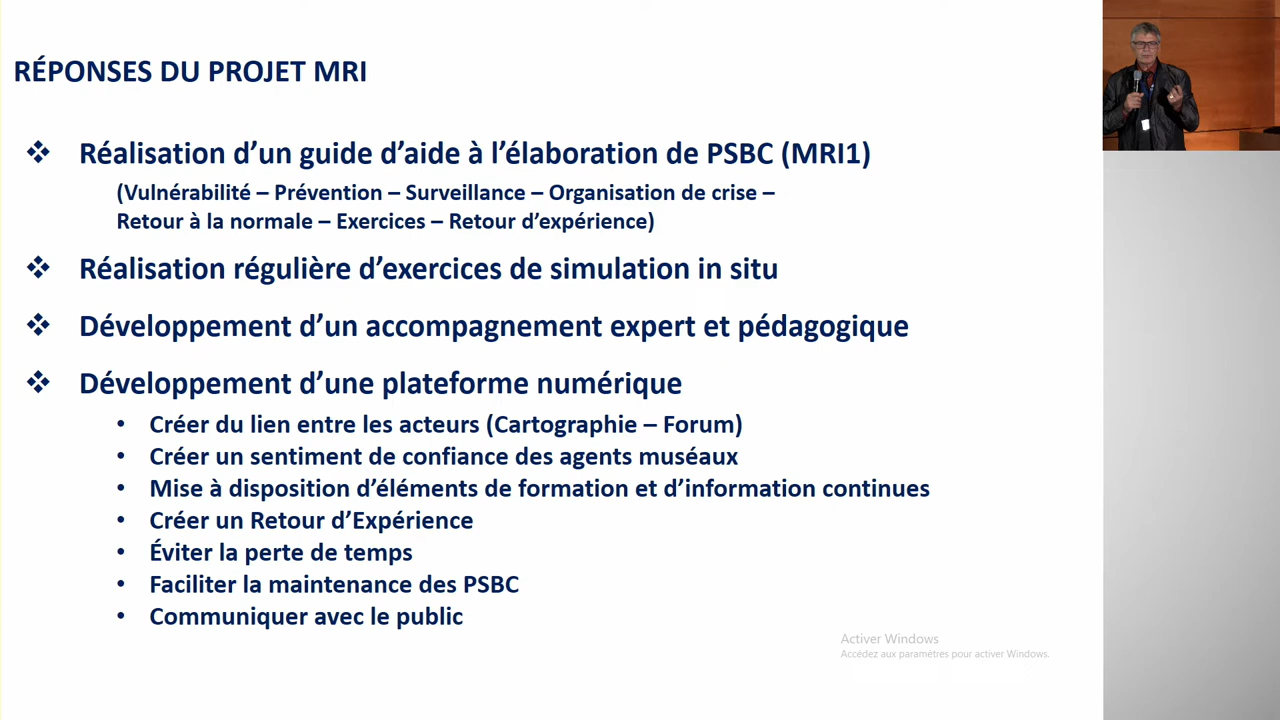 RÉPONSES DU PROJET MRI
❖ Réalisation d’un guide d’aide à l’élaboration de PSBC (MRI1)
(Vulnérabilité – Prévention – Surveillance – Organisation de crise –
Retour à la normale – Exercices – Retour d’expérience)
❖ Réalisation régulière d’exercices de simulation in situ
❖ Développement d’un accompagnement expert et pédagogique
❖ Développement d’une plateforme numérique
• Créer du lien entre les acteurs (Cartographie – Forum)
• Créer un sentiment de confiance des agents muséaux
• Mise à disposition d’éléments de formation et d’information continues
• Créer un Retour d’Expérience
• Éviter la perte de temps
• Faciliter la maintenance des PSBC
• Communiquer avec le public
Activer Windows
Accédez aux paramètres pour activer Windows.